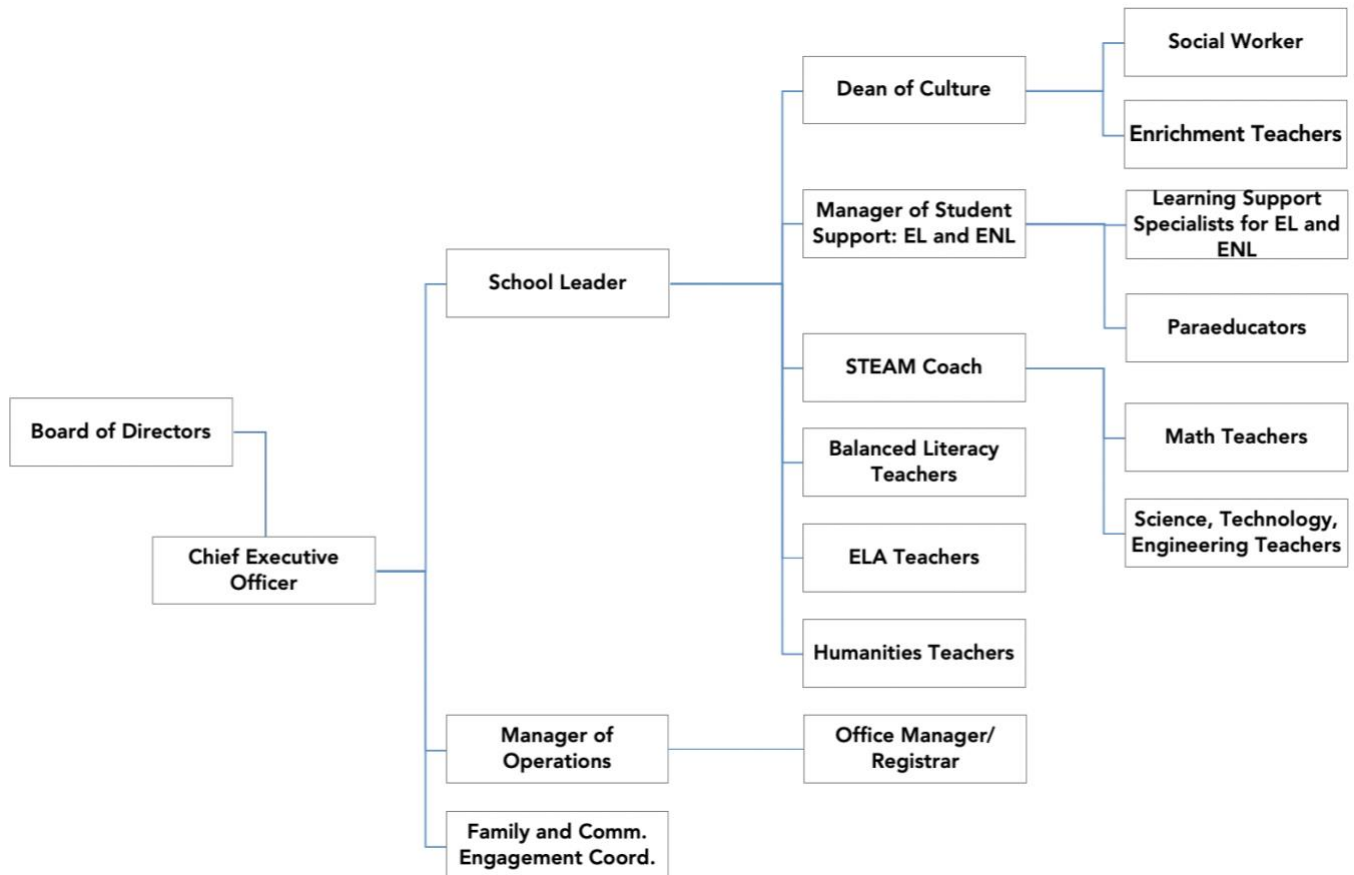 Social Worker
Dean of Culture
Enrichment Teachers
Manager of Student
Support: EL and ENL
Learning Support
Specialists for EL and
ENL
School Leader
Paraeducators
STEAM Coach
Board of Directors
Math Teachers
Balanced Literacy
Teachers
Science, Technology,
Engineering Teachers
Chief Executive
Officer
ELA Teachers
Humanities Teachers
Manager of
Operations
Office Manager/
Registrar
Family and Comm.
Engagement Coord.